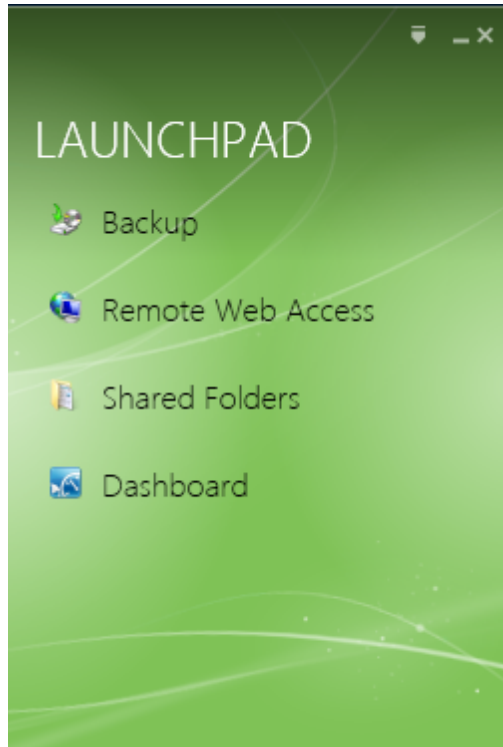 LAUNCHPAD
Backup
Remote Web Access
Shared Folders
Dashboard